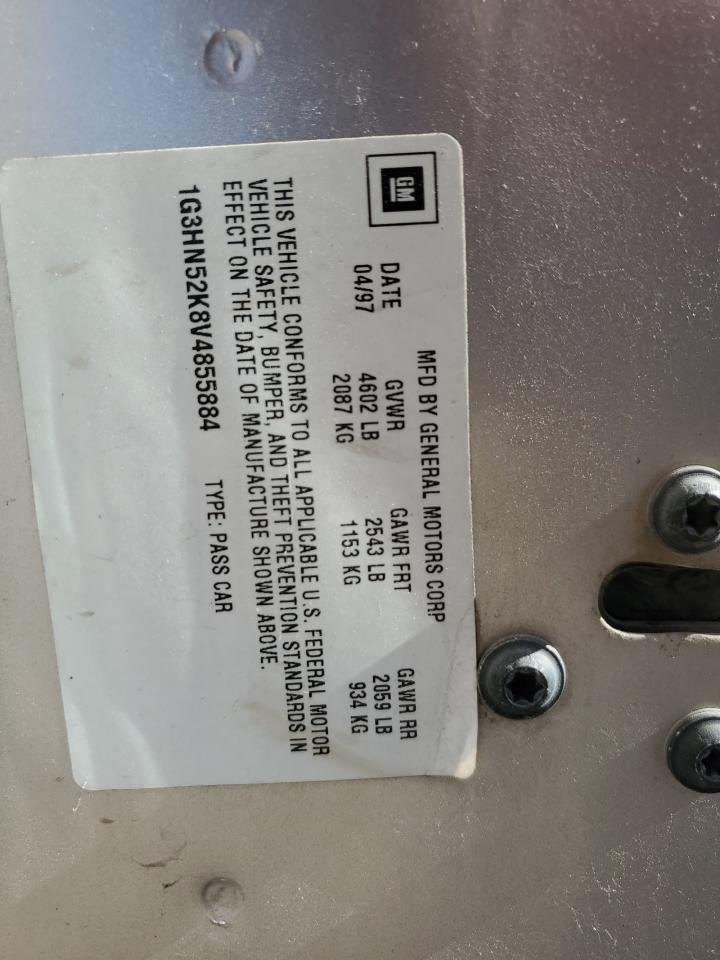 GM
MFD BY GENERAL MOTORS CORP
DATE GVWR GAWR FRT GAWR RR
04/97 4602 LB 2543 LB 2059 LB
2087 KG 1153 KG 934 KG
THIS VEHICLE CONFORMS TO ALL APPLICABLE U.S. FEDERAL MOTOR
VEHICLE SAFETY, BUMPER, AND THEFT PREVENTION STANDARDS IN
EFFECT ON THE DATE OF MANUFACTURE SHOWN ABOVE.
1G3HN52K8V4855884 TYPE: PASS CAR